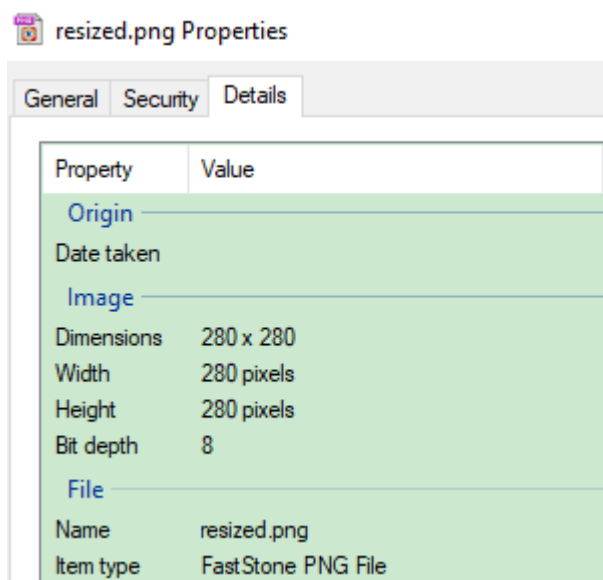 resized.png Properties
General Security Details
Property Value
Origin
Date taken
Image
Dimensions 280 x 280
Width 280 pixels
Height 280 pixels
Bit depth 8
File
Name resized.png
Item type FastStone PNG File